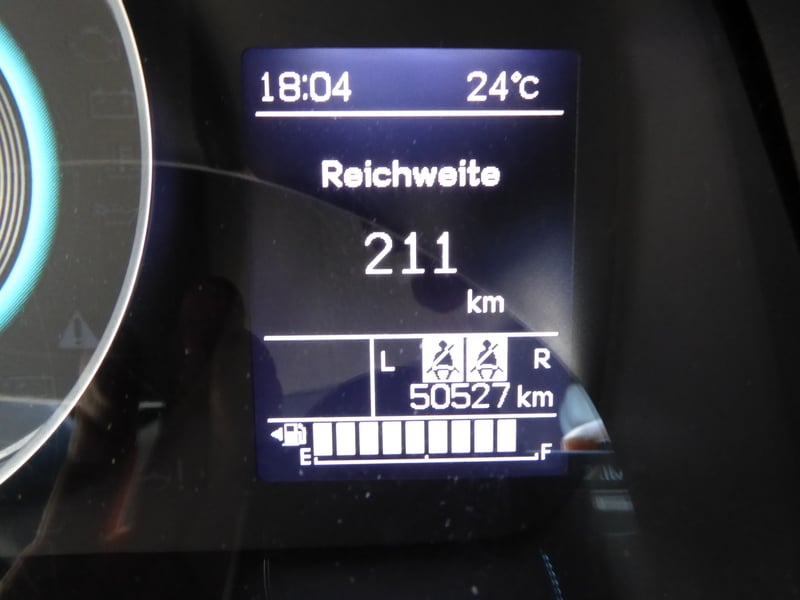 18:04 24°C
Reichweite
211
km
L R
50527 km
E F